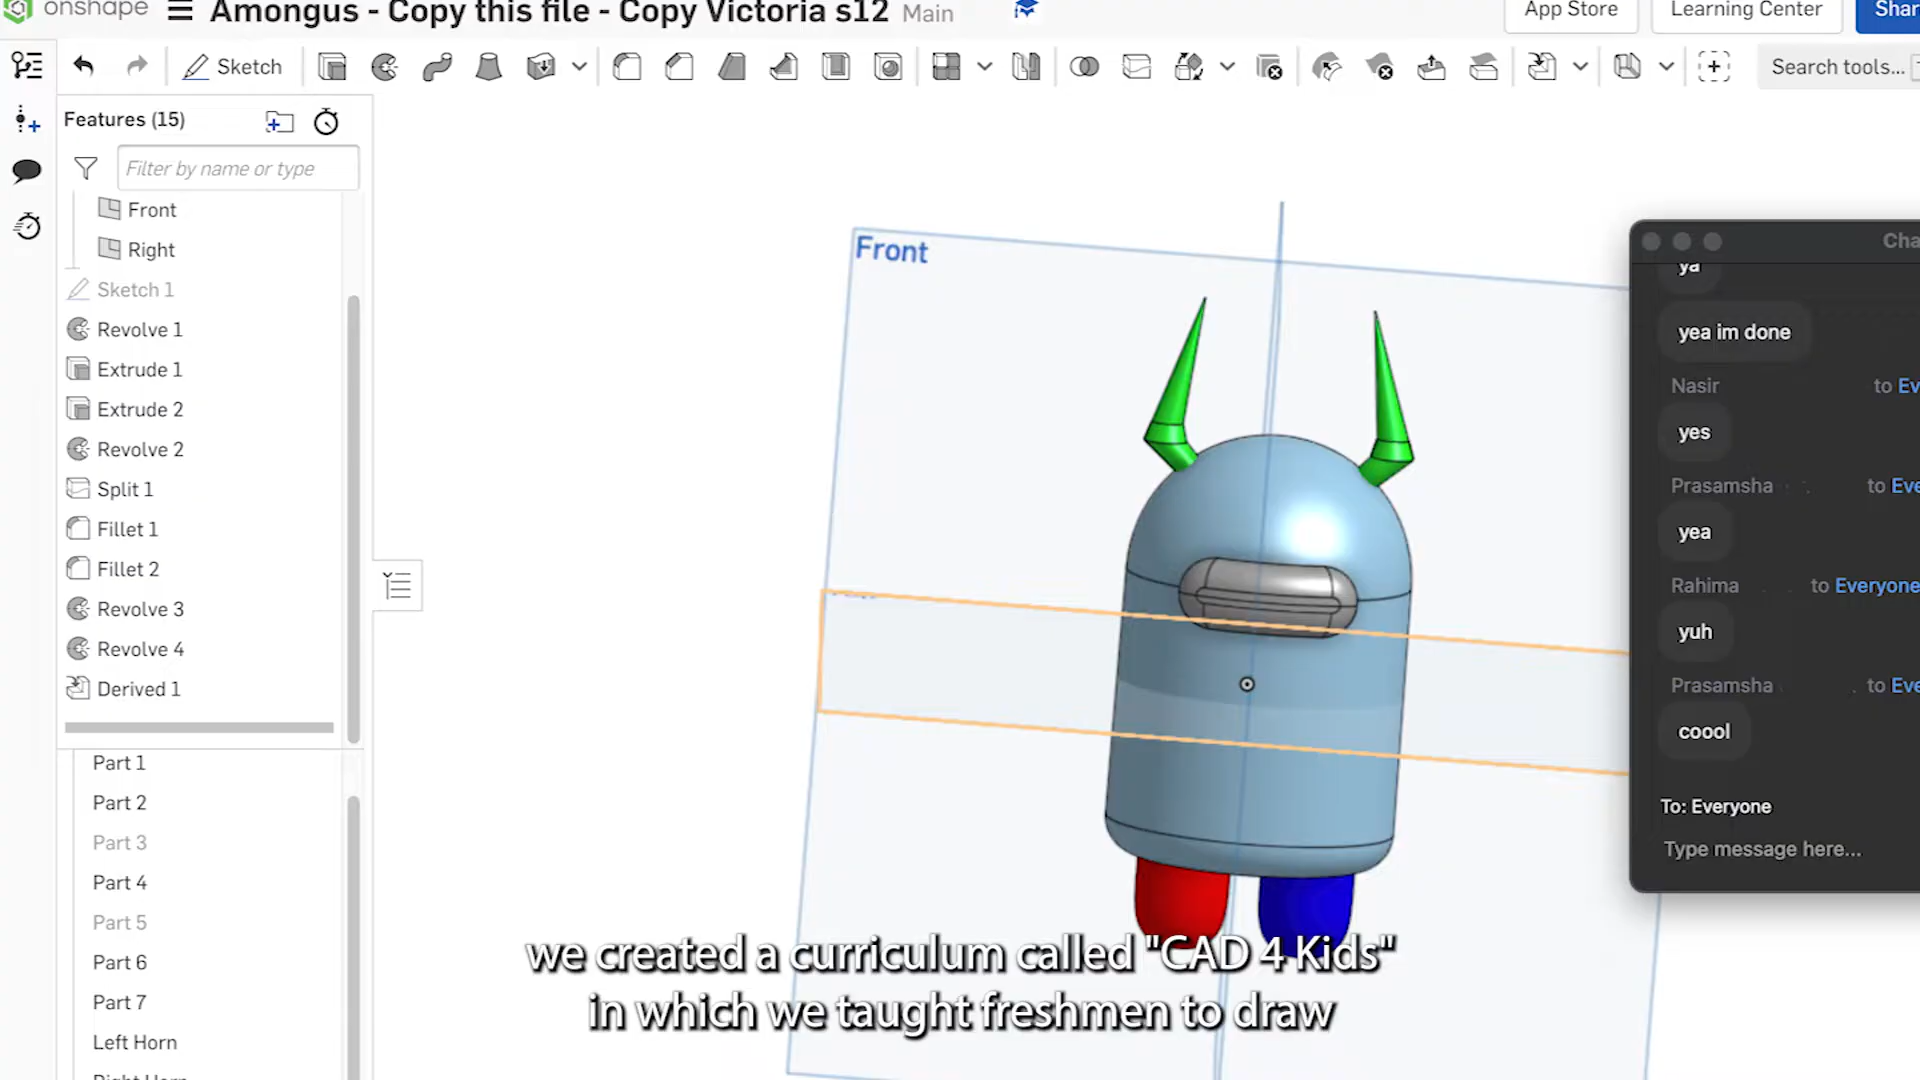 onshape
Amongus - Copy this file - Copy Victoria s12 Main
App Store
Learning Center
Shar
Sketch
Search tools...
Features (15)
Filter by name or type
Front
Right
Sketch 1
Revolve 1
Extrude 1
Extrude 2
Revolve 2
Split 1
Fillet 1
Fillet 2
Revolve 3
Revolve 4
Derived 1
Part 1
Part 2
Part 3
Part 4
Part 5
Part 6
Part 7
Left Horn
Right Horn
Front
Cha
ya
yea im done
Nasir to Ev
yes
Prasamsha to Eve
yea
Rahima to Everyone
yuh
Prasamsha to Eve
coool
To: Everyone
Type message here...
we created a curriculum called "CAD 4 Kids"
in which we taught freshmen to draw